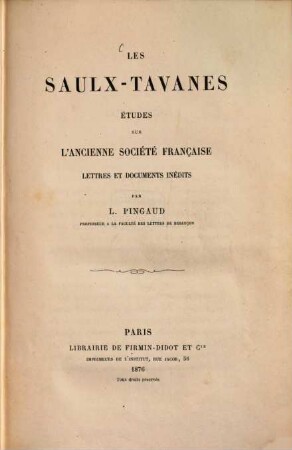 LES
SAULX-TAVANES
ÉTUDES
SUR
L'ANCIENNE SOCIÉTÉ FRANÇAISE
LETTRES ET DOCUMENTS INÉDITS
PAR
L. PINGAUD
PROFESSEUR A LA FACULTÉ DES LETTRES DE BESANÇON
PARIS
LIBRAIRIE DE FIRMIN-DIDOT ET Cie
IMPRIMEURS DE L'INSTITUT, RUE JACOB, 56
1876
Tous droits réservés.